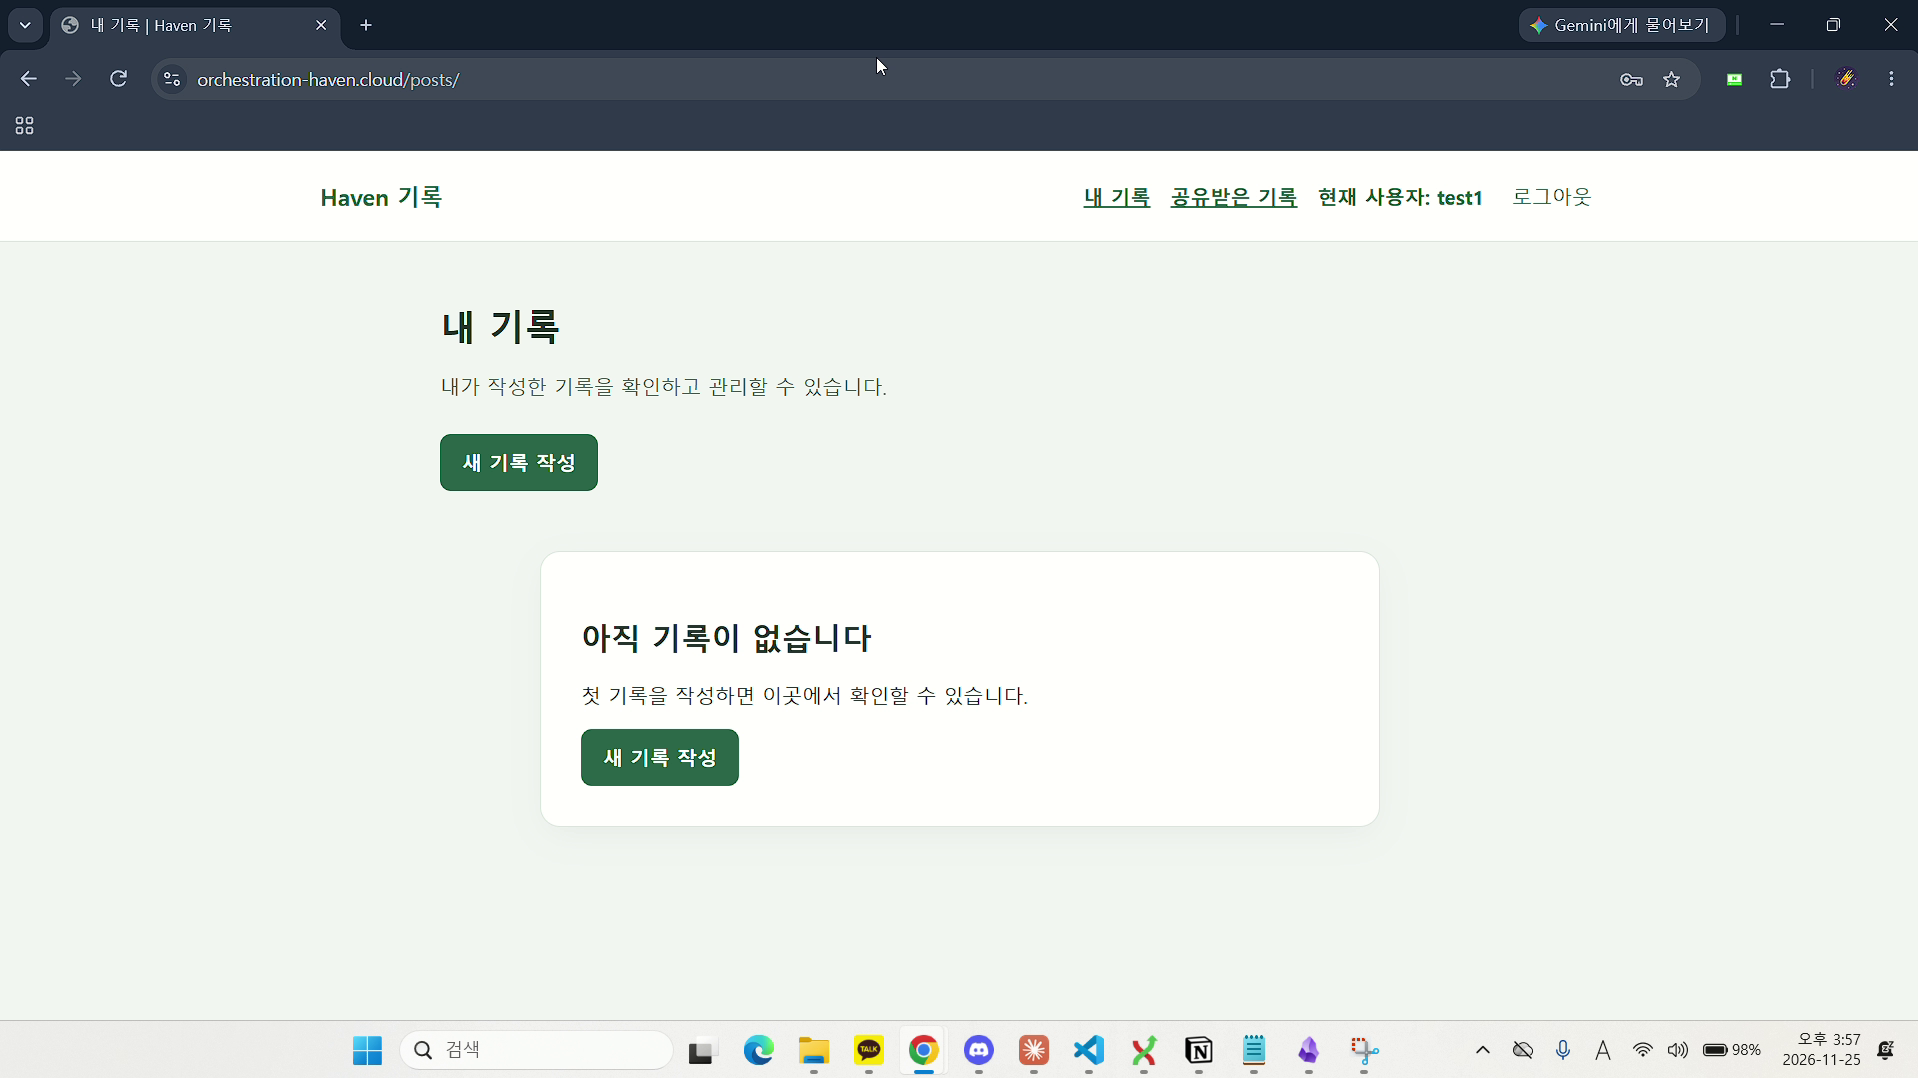 내 기록 | Haven 기록
Gemini에게 물어보기
orchestration-haven.cloud/posts/
Haven 기록
내 기록 공유받은 기록 현재 사용자: test1 로그아웃
내 기록
내가 작성한 기록을 확인하고 관리할 수 있습니다.
새 기록 작성
아직 기록이 없습니다
첫 기록을 작성하면 이곳에서 확인할 수 있습니다.
새 기록 작성
검색
TALK
A
98%
오후 3:57
2026-11-25